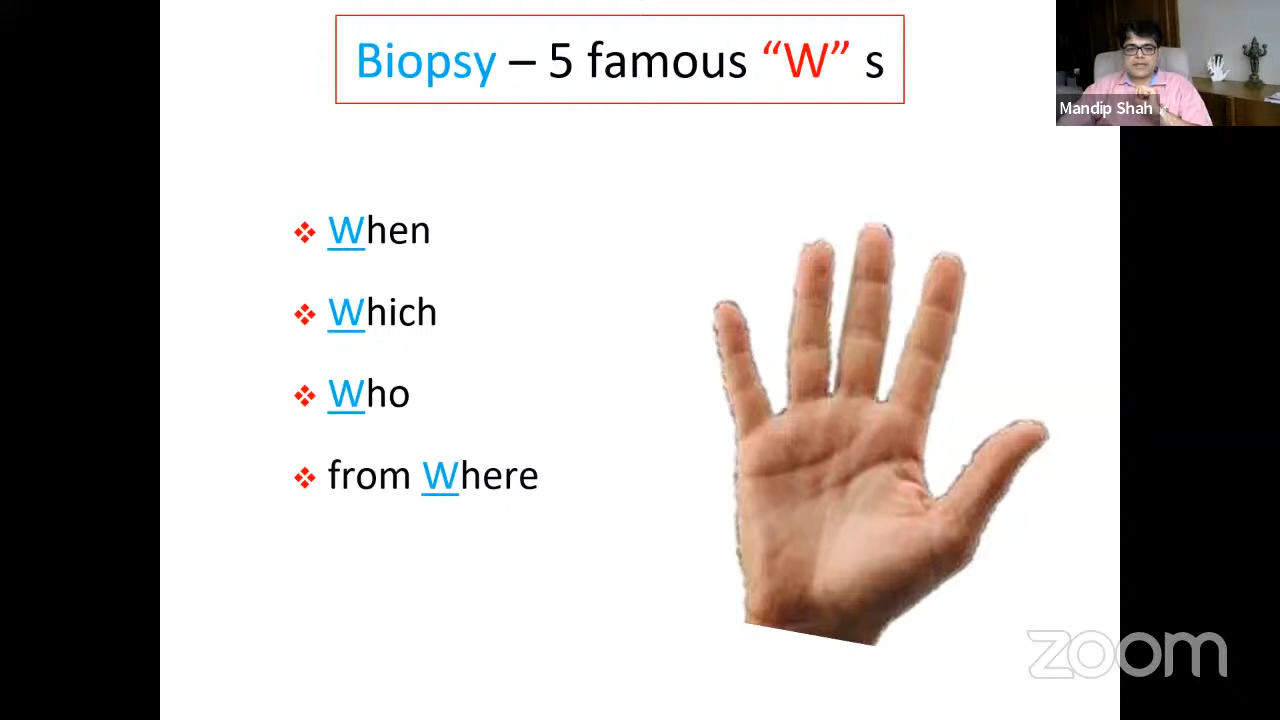 Biopsy – 5 famous “W” s
Mandip Shah
When
Which
Who
from Where
zoom